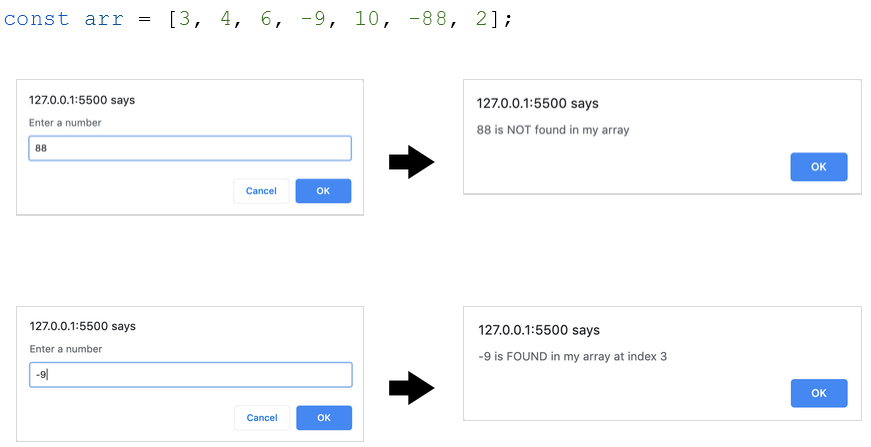 const arr = [3, 4, 6, -9, 10, -88, 2];
127.0.0.1:5500 says
Enter a number
88
Cancel OK
127.0.0.1:5500 says
88 is NOT found in my array
OK
127.0.0.1:5500 says
Enter a number
-9
Cancel OK
127.0.0.1:5500 says
-9 is FOUND in my array at index 3
OK